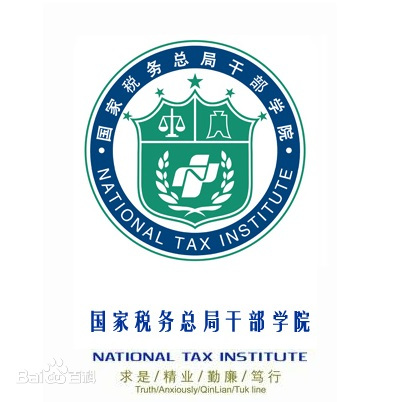 国家税务总局干部学院
NATIONAL TAX INSTITUTE
国家税务总局干部学院
NATIONAL TAX INSTITUTE
求是/精业/勤廉/笃行
Truth/Anxiously/QinLian/Tuk line
Bai百科